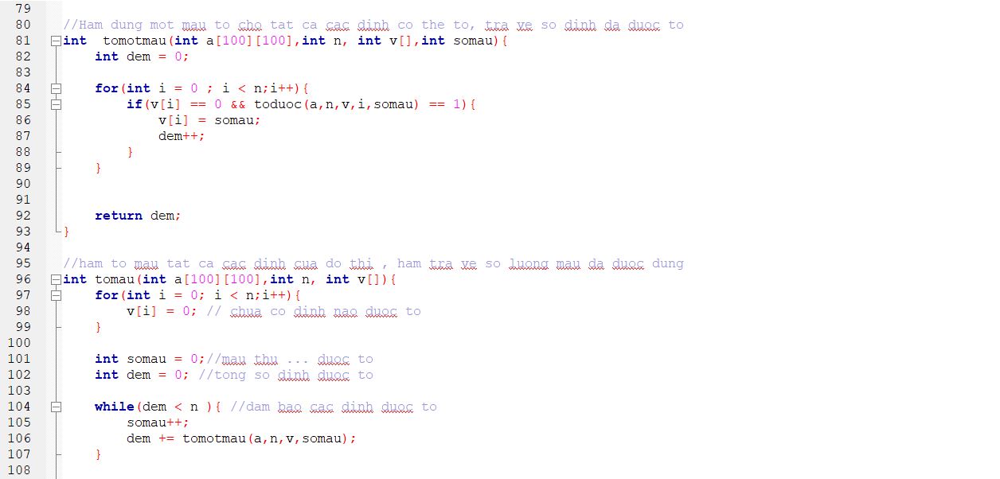 79
80 //Ham dung mot mau to cho tat ca cac dinh co the to, tra ve so dinh da duoc to
81 int  tomotmau(int a[100][100],int n, int v[],int somau){
82     int dem = 0;
83
84     for(int i = 0 ; i < n;i++){
85         if(v[i] == 0 && toduoc(a,n,v,i,somau) == 1){
86             v[i] = somau;
87             dem++;
88         }
89     }
90
91
92     return dem;
93 }
94
95 //ham to mau tat ca cac dinh cua do thi , ham tra ve so luong mau da duoc dung
96 int tomau(int a[100][100],int n, int v[]){
97     for(int i = 0; i < n;i++){
98         v[i] = 0; // chua co dinh nao duoc to
99     }
100
101     int somau = 0;//mau thu ... duoc to
102     int dem = 0; //tong so dinh duoc to
103
104     while(dem < n ){ //dam bao cac dinh duoc to
105         somau++;
106         dem += tomotmau(a,n,v,somau);
107     }
108